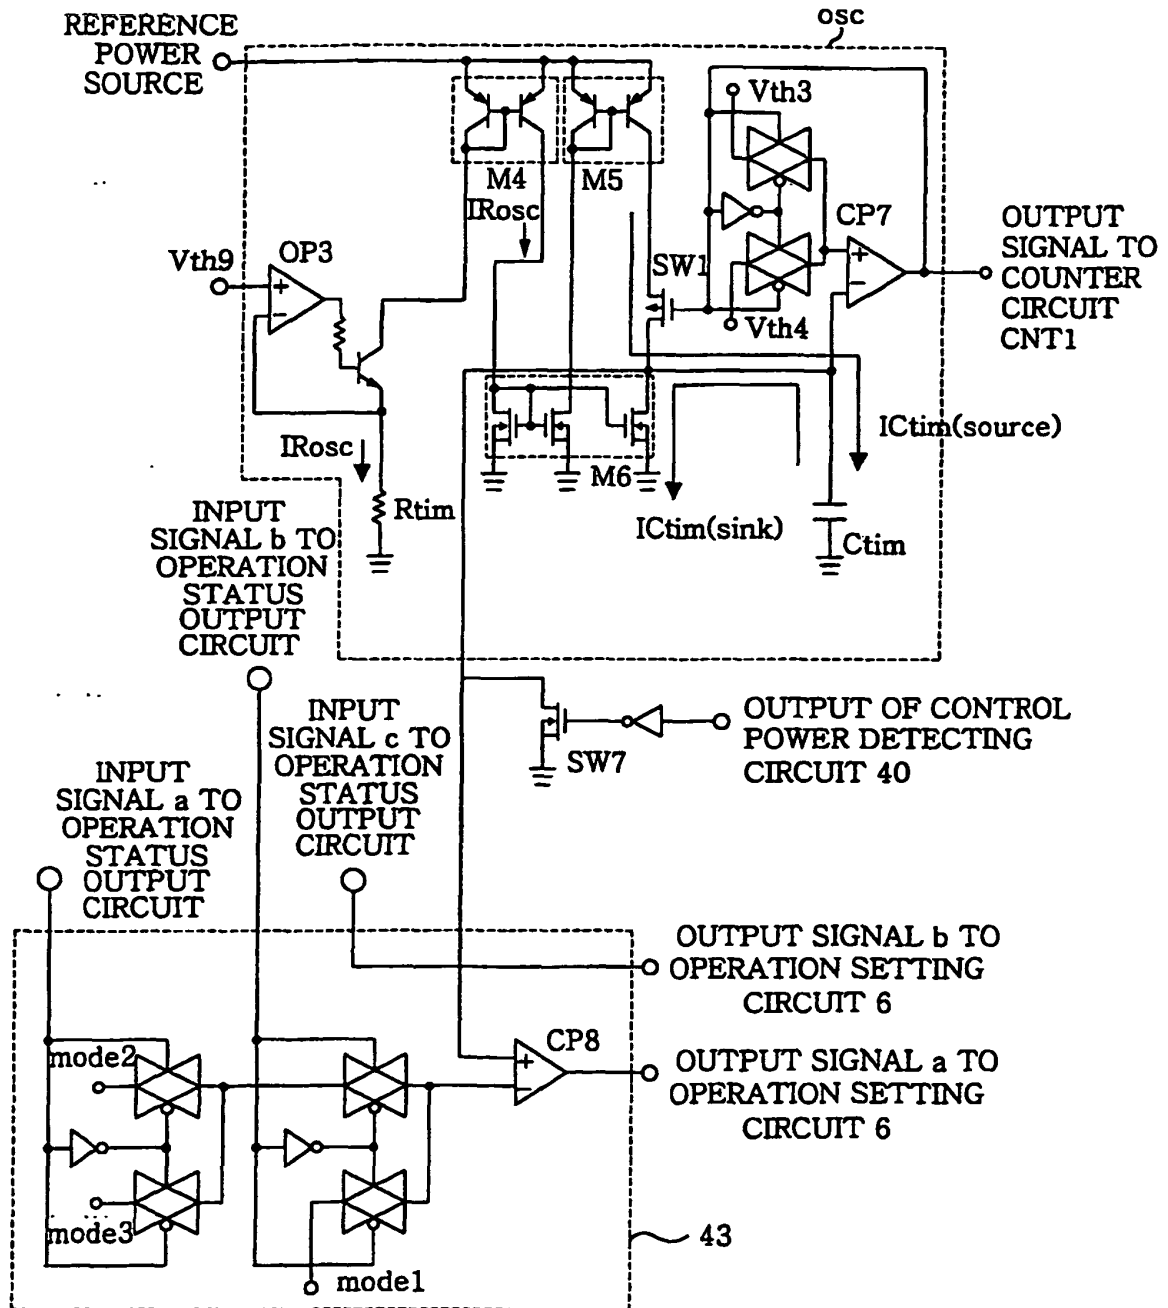 osc
REFERENCE
POWER
SOURCE
Vth3
M4
M5
CP7
IRosc
OUTPUT
SIGNAL TO
COUNTER
CIRCUIT
CNT1
Vth9
OP3
SW1
Vth4
ICtim(source)
IRosc
M6
Rtim
ICtim(sink)
Ctim
INPUT
SIGNAL b TO
OPERATION
STATUS
OUTPUT
CIRCUIT
INPUT
SIGNAL c TO
OPERATION
STATUS
OUTPUT
CIRCUIT
SW7
OUTPUT OF CONTROL
POWER DETECTING
CIRCUIT 40
INPUT
SIGNAL a TO
OPERATION
STATUS
OUTPUT
CIRCUIT
OUTPUT SIGNAL b TO
OPERATION SETTING
CIRCUIT 6
mode2
CP8
OUTPUT SIGNAL a TO
OPERATION SETTING
CIRCUIT 6
mode3
43
mode1